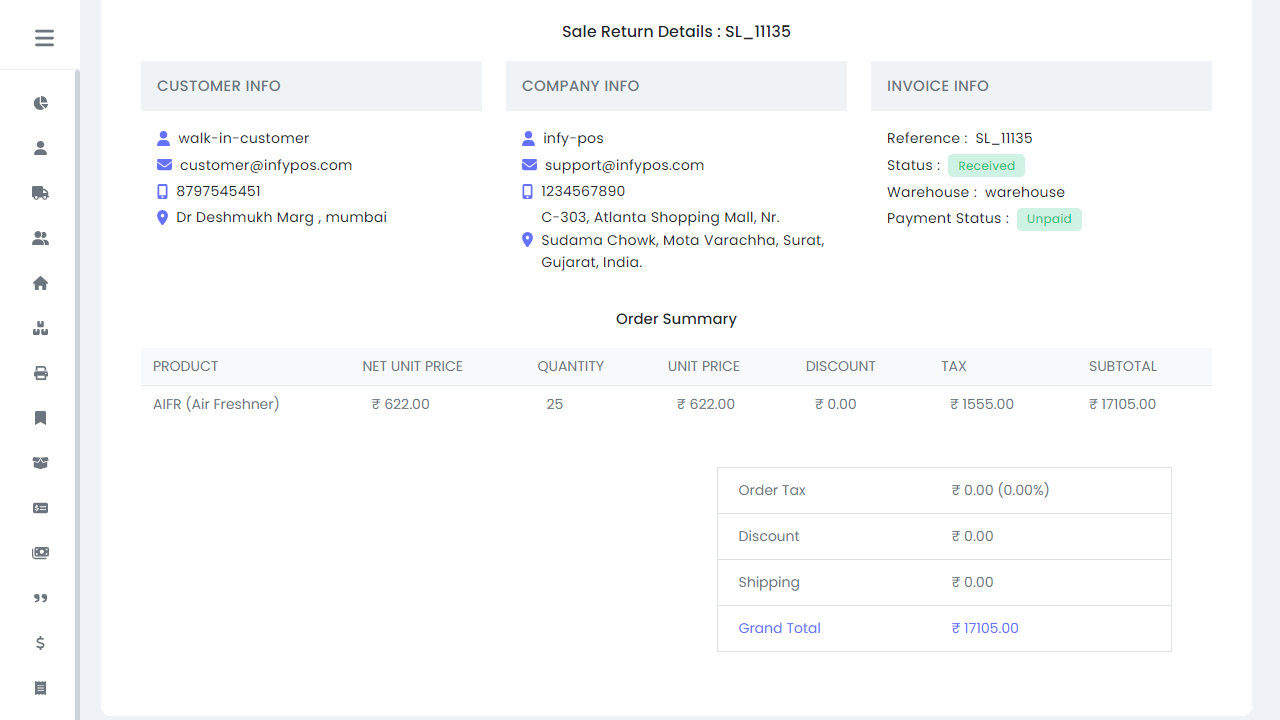 Sale Return Details : SL_11135
CUSTOMER INFO
walk-in-customer
customer@infypos.com
8797545451
Dr Deshmukh Marg , mumbai
COMPANY INFO
infy-pos
support@infypos.com
1234567890
C-303, Atlanta Shopping Mall, Nr.
Sudama Chowk, Mota Varachha, Surat,
Gujarat, India.
INVOICE INFO
Reference : SL_11135
Status : Received
Warehouse : warehouse
Payment Status : Unpaid
Order Summary
PRODUCT NET UNIT PRICE QUANTITY UNIT PRICE DISCOUNT TAX SUBTOTAL
AIFR (Air Freshner) ₹ 622.00 25 ₹ 622.00 ₹ 0.00 ₹ 1555.00 ₹ 17105.00
Order Tax ₹ 0.00 (0.00%)
Discount ₹ 0.00
Shipping ₹ 0.00
Grand Total ₹ 17105.00